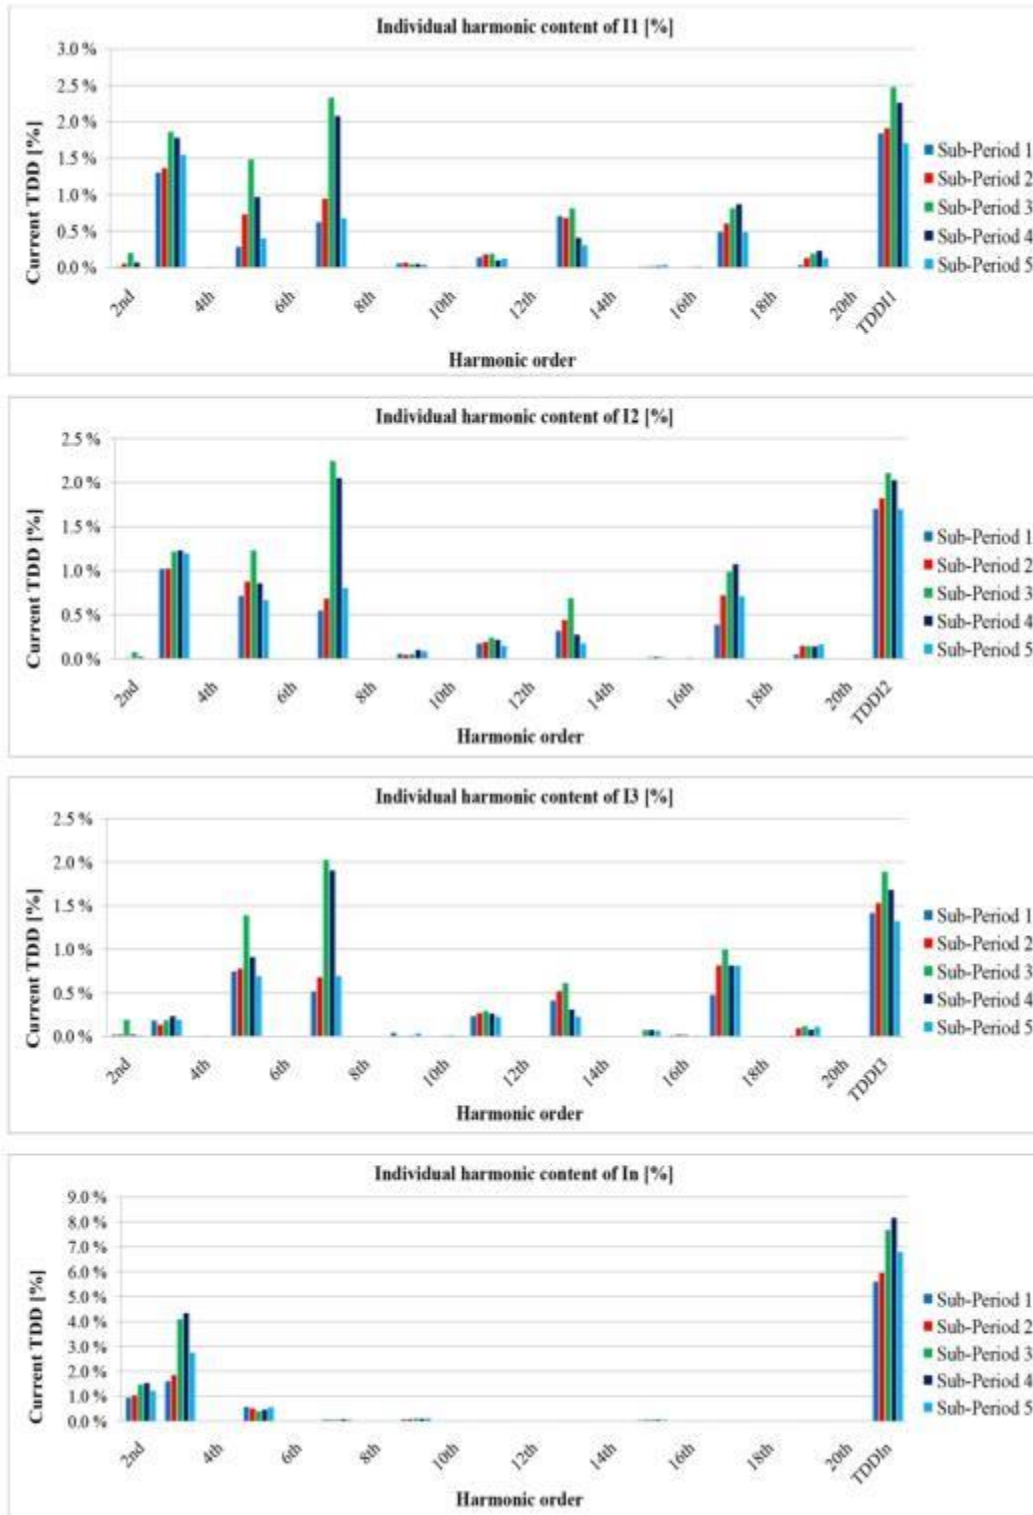 Individual harmonic content of I1 [%]
3.0 %
2.5 %
2.0 %
1.5 %
1.0 %
0.5 %
0.0 %
Current TDD [%]
2nd
4th
6th
8th
10th
12th
14th
16th
18th
20th
TDDI1
Harmonic order
Sub-Period 1
Sub-Period 2
Sub-Period 3
Sub-Period 4
Sub-Period 5
Individual harmonic content of I2 [%]
2.5 %
2.0 %
1.5 %
1.0 %
0.5 %
0.0 %
Current TDD [%]
2nd
4th
6th
8th
10th
12th
14th
16th
18th
20th
TDDI2
Harmonic order
Sub-Period 1
Sub-Period 2
Sub-Period 3
Sub-Period 4
Sub-Period 5
Individual harmonic content of I3 [%]
2.5 %
2.0 %
1.5 %
1.0 %
0.5 %
0.0 %
Current TDD [%]
2nd
4th
6th
8th
10th
12th
14th
16th
18th
20th
TDDI3
Harmonic order
Sub-Period 1
Sub-Period 2
Sub-Period 3
Sub-Period 4
Sub-Period 5
Individual harmonic content of In [%]
9.0 %
8.0 %
7.0 %
6.0 %
5.0 %
4.0 %
3.0 %
2.0 %
1.0 %
0.0 %
Current TDD [%]
2nd
4th
6th
8th
10th
12th
14th
16th
18th
20th
TDDIn
Harmonic order
Sub-Period 1
Sub-Period 2
Sub-Period 3
Sub-Period 4
Sub-Period 5